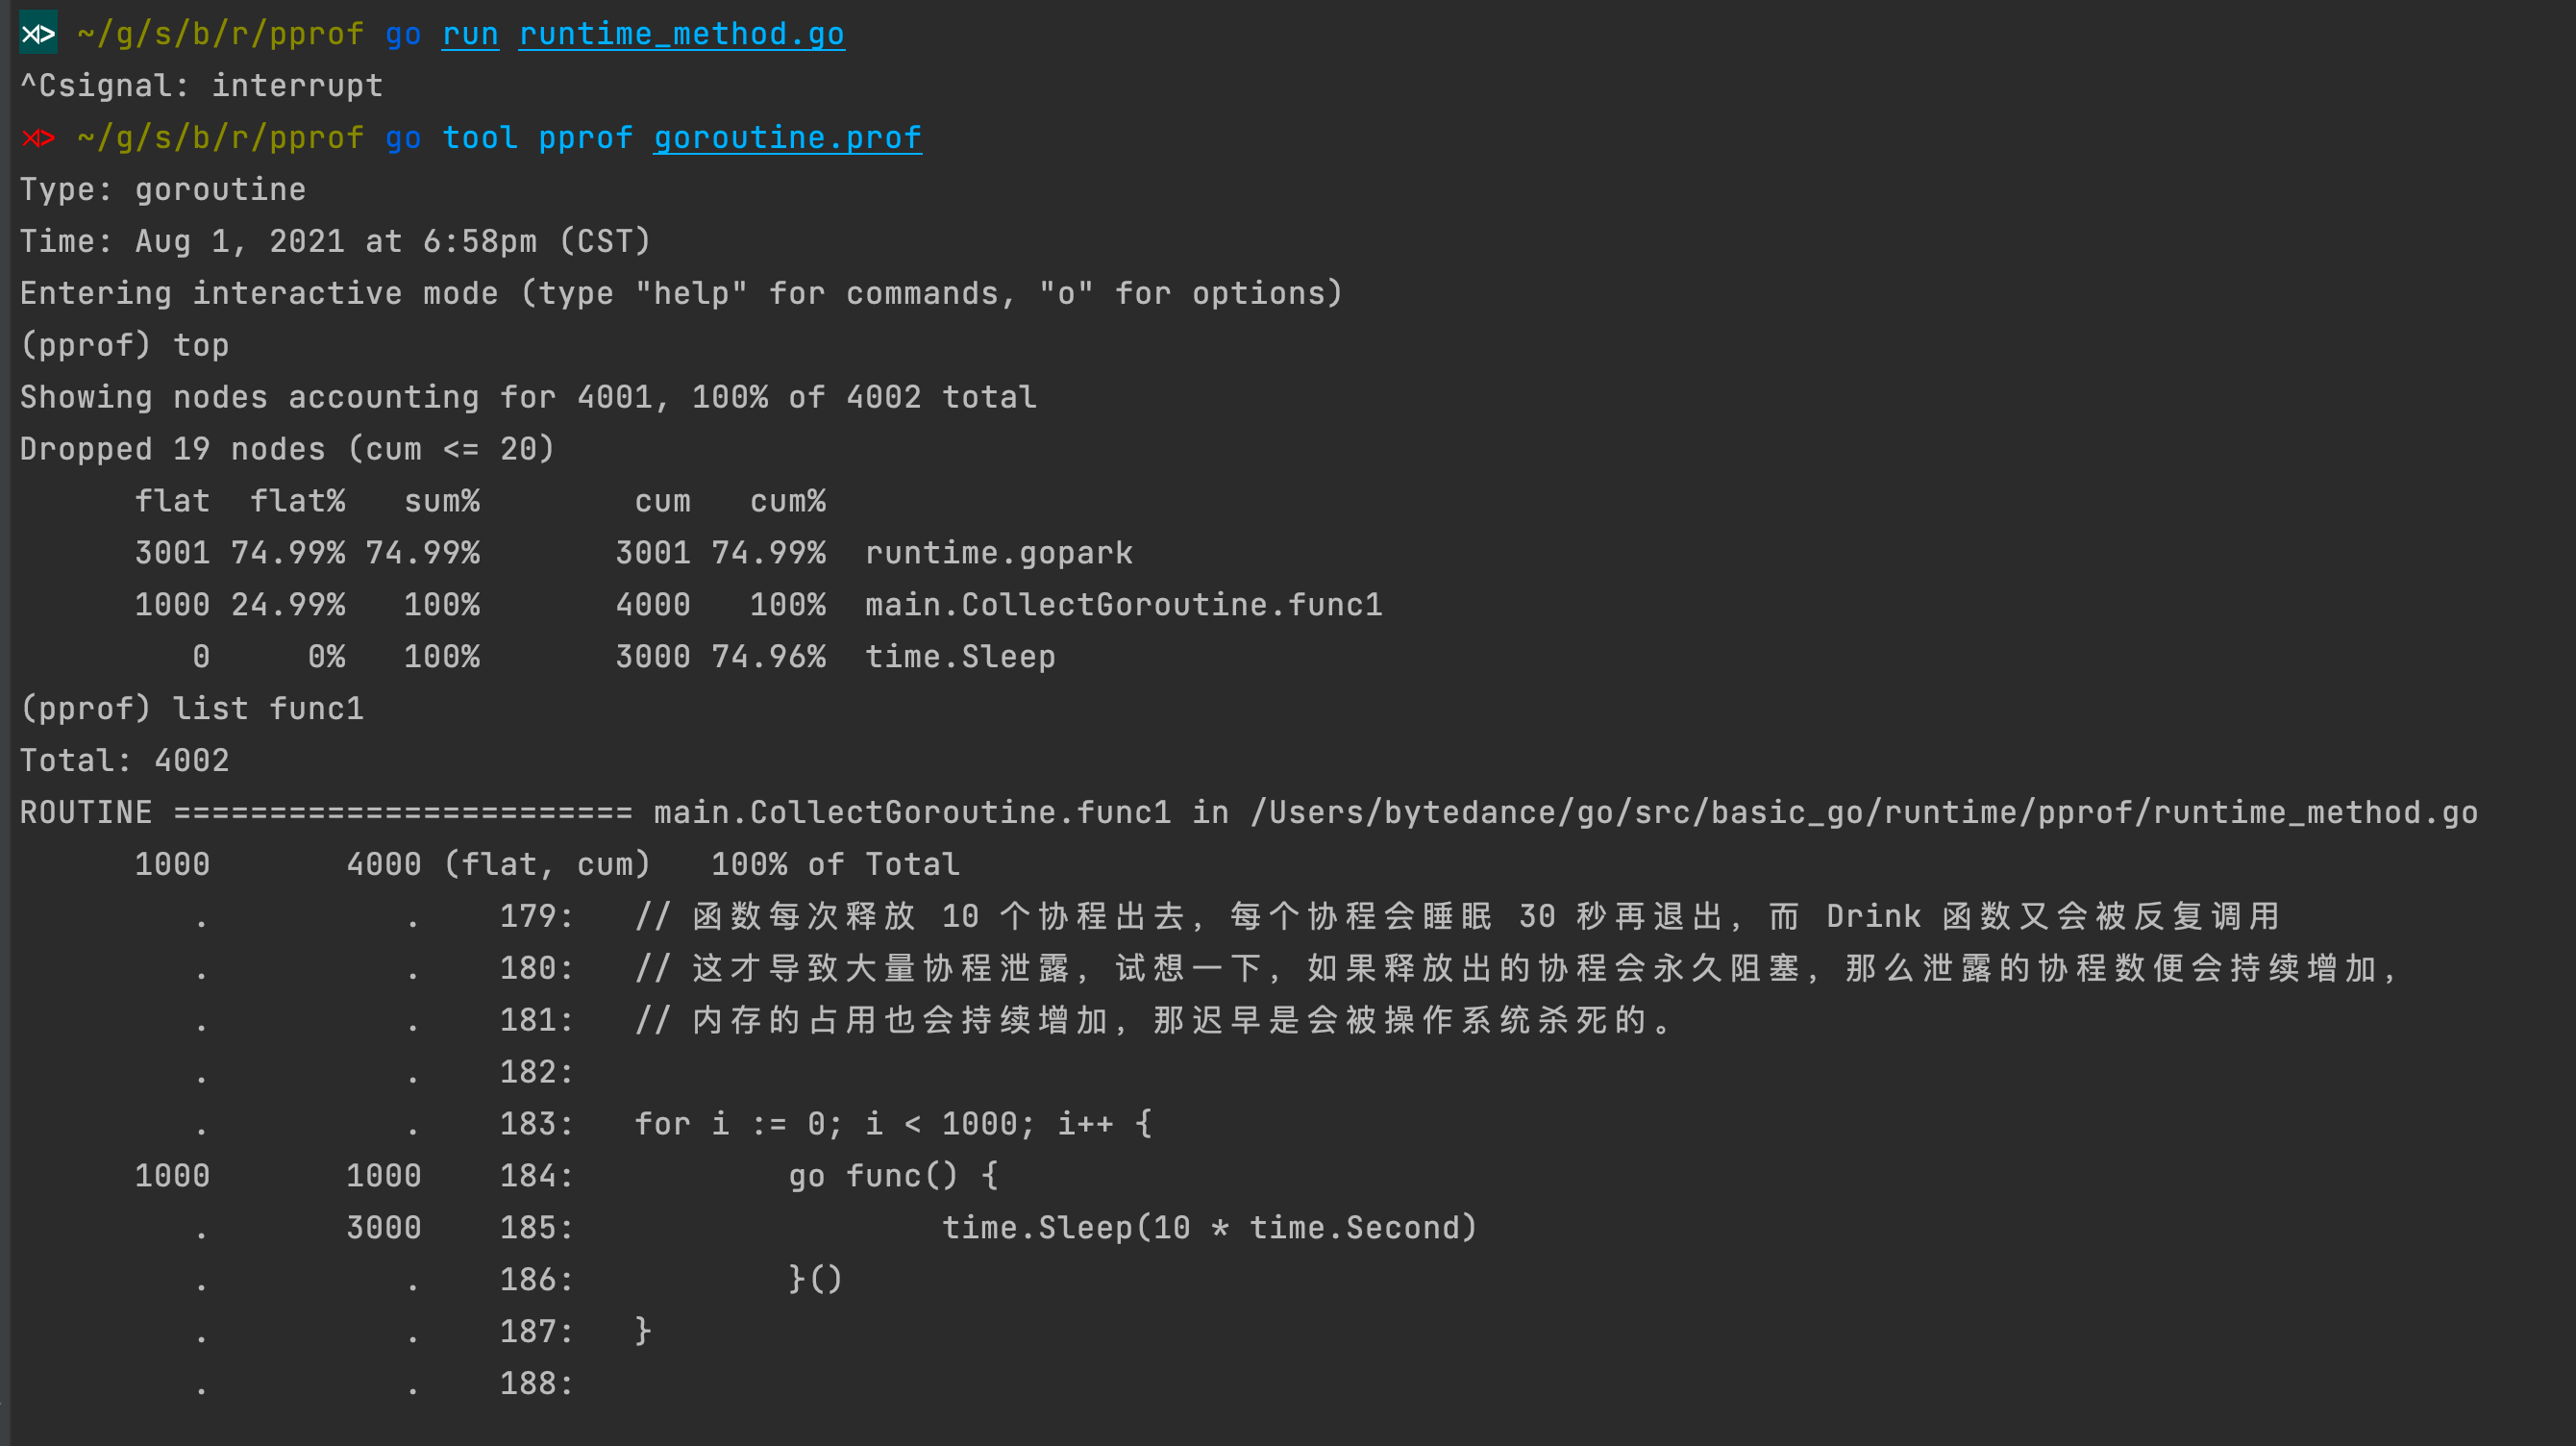 ~/g/s/b/r/pprof go run runtime_method.go
^Csignal: interrupt
~/g/s/b/r/pprof go tool pprof goroutine.prof
Type: goroutine
Time: Aug 1, 2021 at 6:58pm (CST)
Entering interactive mode (type "help" for commands, "o" for options)
(pprof) top
Showing nodes accounting for 4001, 100% of 4002 total
Dropped 19 nodes (cum <= 20)
      flat  flat%   sum%        cum   cum%
      3001 74.99% 74.99%       3001 74.99%  runtime.gopark
      1000 24.99%   100%       4000   100%  main.CollectGoroutine.func1
         0     0%   100%       3000 74.96%  time.Sleep
(pprof) list func1
Total: 4002
ROUTINE ======================== main.CollectGoroutine.func1 in /Users/bytedance/go/src/basic_go/runtime/pprof/runtime_method.go
      1000       4000 (flat, cum)   100% of Total
         .          .    179:   // 函数每次释放 10 个协程出去，每个协程会睡眠 30 秒再退出，而 Drink 函数又会被反复调用
         .          .    180:   // 这才导致大量协程泄露，试想一下，如果释放出的协程会永久阻塞，那么泄露的协程数便会持续增加，
         .          .    181:   // 内存的占用也会持续增加，那迟早是会被操作系统杀死的。
         .          .    182:
         .          .    183:   for i := 0; i < 1000; i++ {
      1000       1000    184:           go func() {
         .       3000    185:                   time.Sleep(10 * time.Second)
         .          .    186:           }()
         .          .    187:   }
         .          .    188: